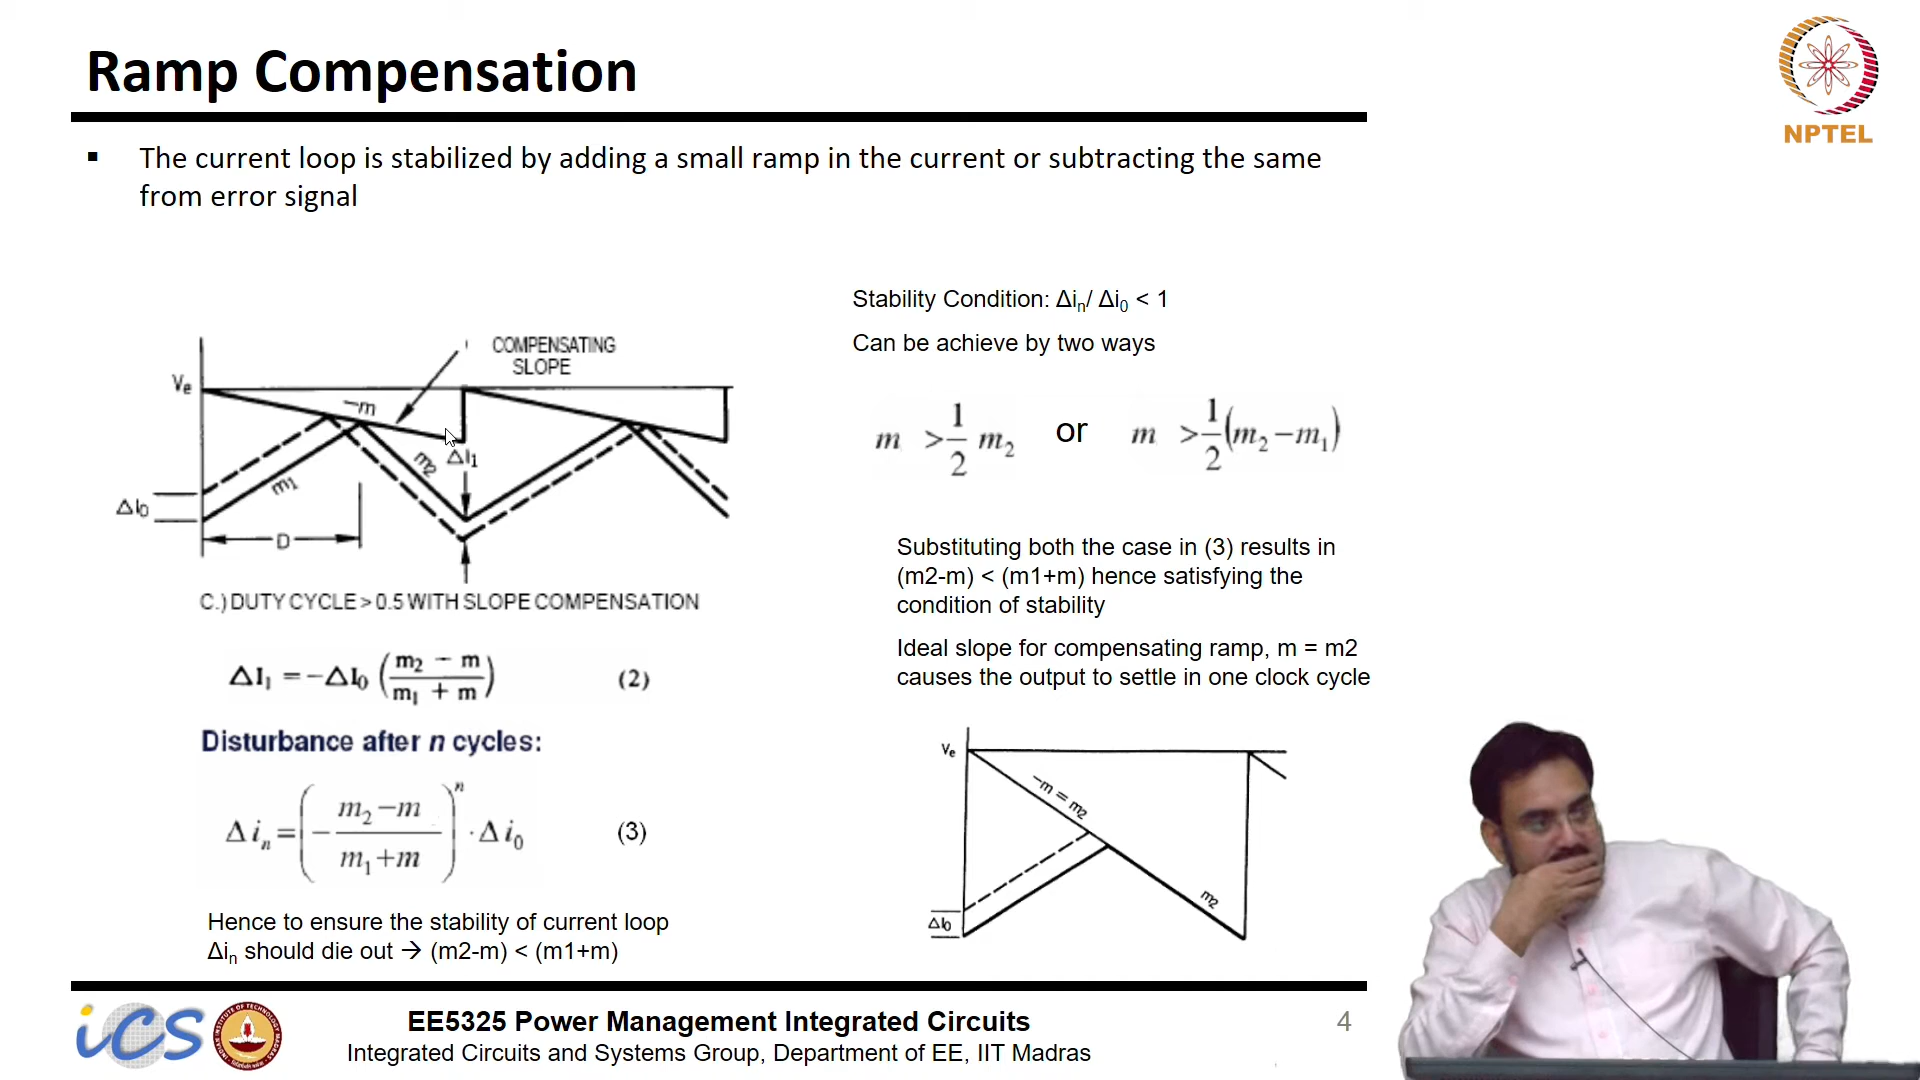 Ramp Compensation
NPTEL
▪ The current loop is stabilized by adding a small ramp in the current or subtracting the same
from error signal
Stability Condition: Δiₙ/ Δi₀ < 1
Can be achieve by two ways
m > 1/2 m₂ or m > 1/2 (m₂ − m₁)
COMPENSATING
SLOPE
Vₑ
−m
m₂
ΔI₁
m₁
ΔI₀
D
C.) DUTY CYCLE > 0.5 WITH SLOPE COMPENSATION
ΔI₁ = −ΔI₀ (m₂ − m / m₁ + m) (2)
Disturbance after n cycles:
Δiₙ = (− m₂ − m / m₁ + m)ⁿ · Δi₀ (3)
Hence to ensure the stability of current loop
Δiₙ should die out → (m2-m) < (m1+m)
Substituting both the case in (3) results in
(m2-m) < (m1+m) hence satisfying the
condition of stability
Ideal slope for compensating ramp, m = m2
causes the output to settle in one clock cycle
Vₑ
−m = m₂
m₂
ΔI₀
iCS
EE5325 Power Management Integrated Circuits
Integrated Circuits and Systems Group, Department of EE, IIT Madras
4